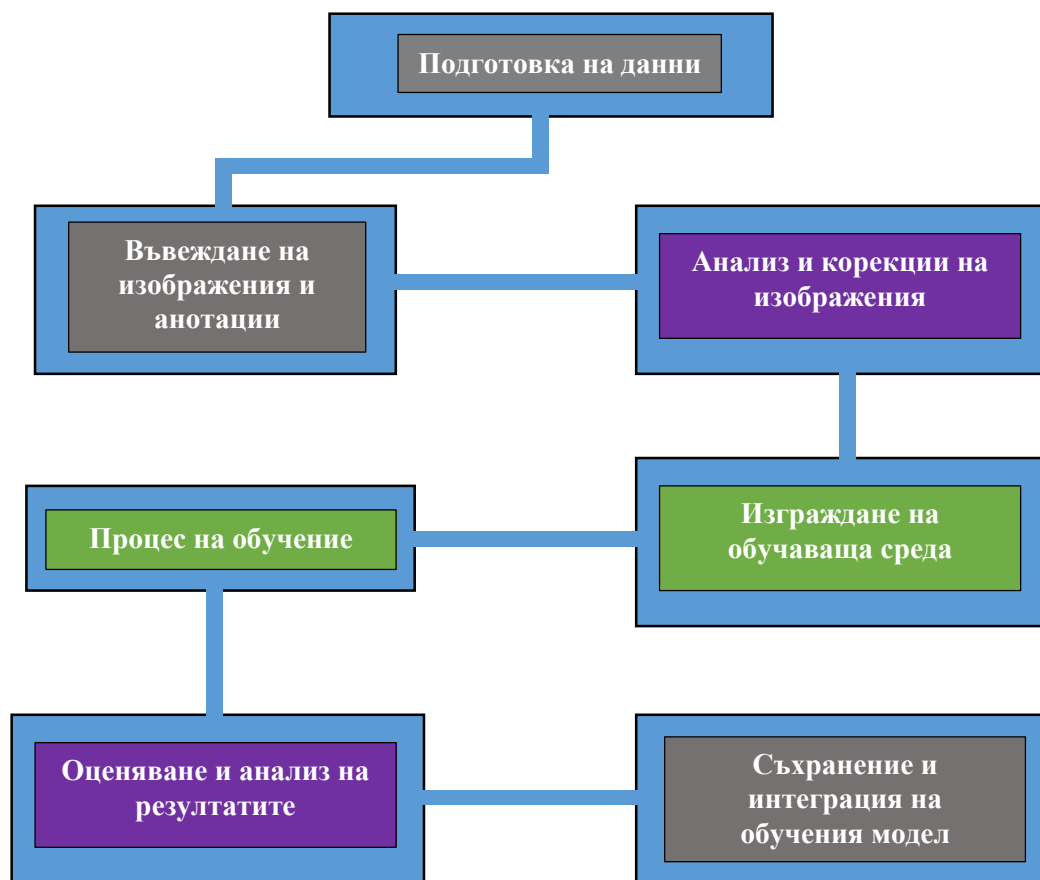 Подготовка на данни
Въвеждане на
изображения и
анотации
Анализ и корекции на
изображения
Процес на обучение
Изграждане на
обучаваща среда
Оценяване и анализ на
резултатите
Съхранение и
интеграция на
обучения модел